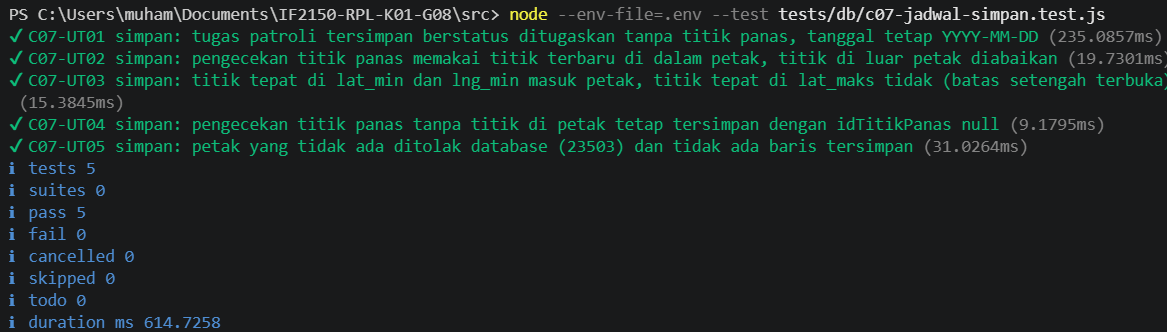 PS C:\Users\muham\Documents\IF2150-RPL-K01-G08\src> node --env-file=.env --test tests/db/c07-jadwal-simpan.test.js
✓ C07-UT01 simpan: tugas patroli tersimpan berstatus ditugaskan tanpa titik panas, tanggal tetap YYYY-MM-DD (235.0857ms)
✓ C07-UT02 simpan: pengecekan titik panas memakai titik terbaru di dalam petak, titik di luar petak diabaikan (19.7301ms)
✓ C07-UT03 simpan: titik tepat di lat_min dan lng_min masuk petak, titik tepat di lat_maks tidak (batas setengah terbuka)
(15.3845ms)
✓ C07-UT04 simpan: pengecekan titik panas tanpa titik di petak tetap tersimpan dengan idTitikPanas null (9.1795ms)
✓ C07-UT05 simpan: petak yang tidak ada ditolak database (23503) dan tidak ada baris tersimpan (31.0264ms)
ℹ tests 5
ℹ suites 0
ℹ pass 5
ℹ fail 0
ℹ cancelled 0
ℹ skipped 0
ℹ todo 0
ℹ duration ms 614.7258